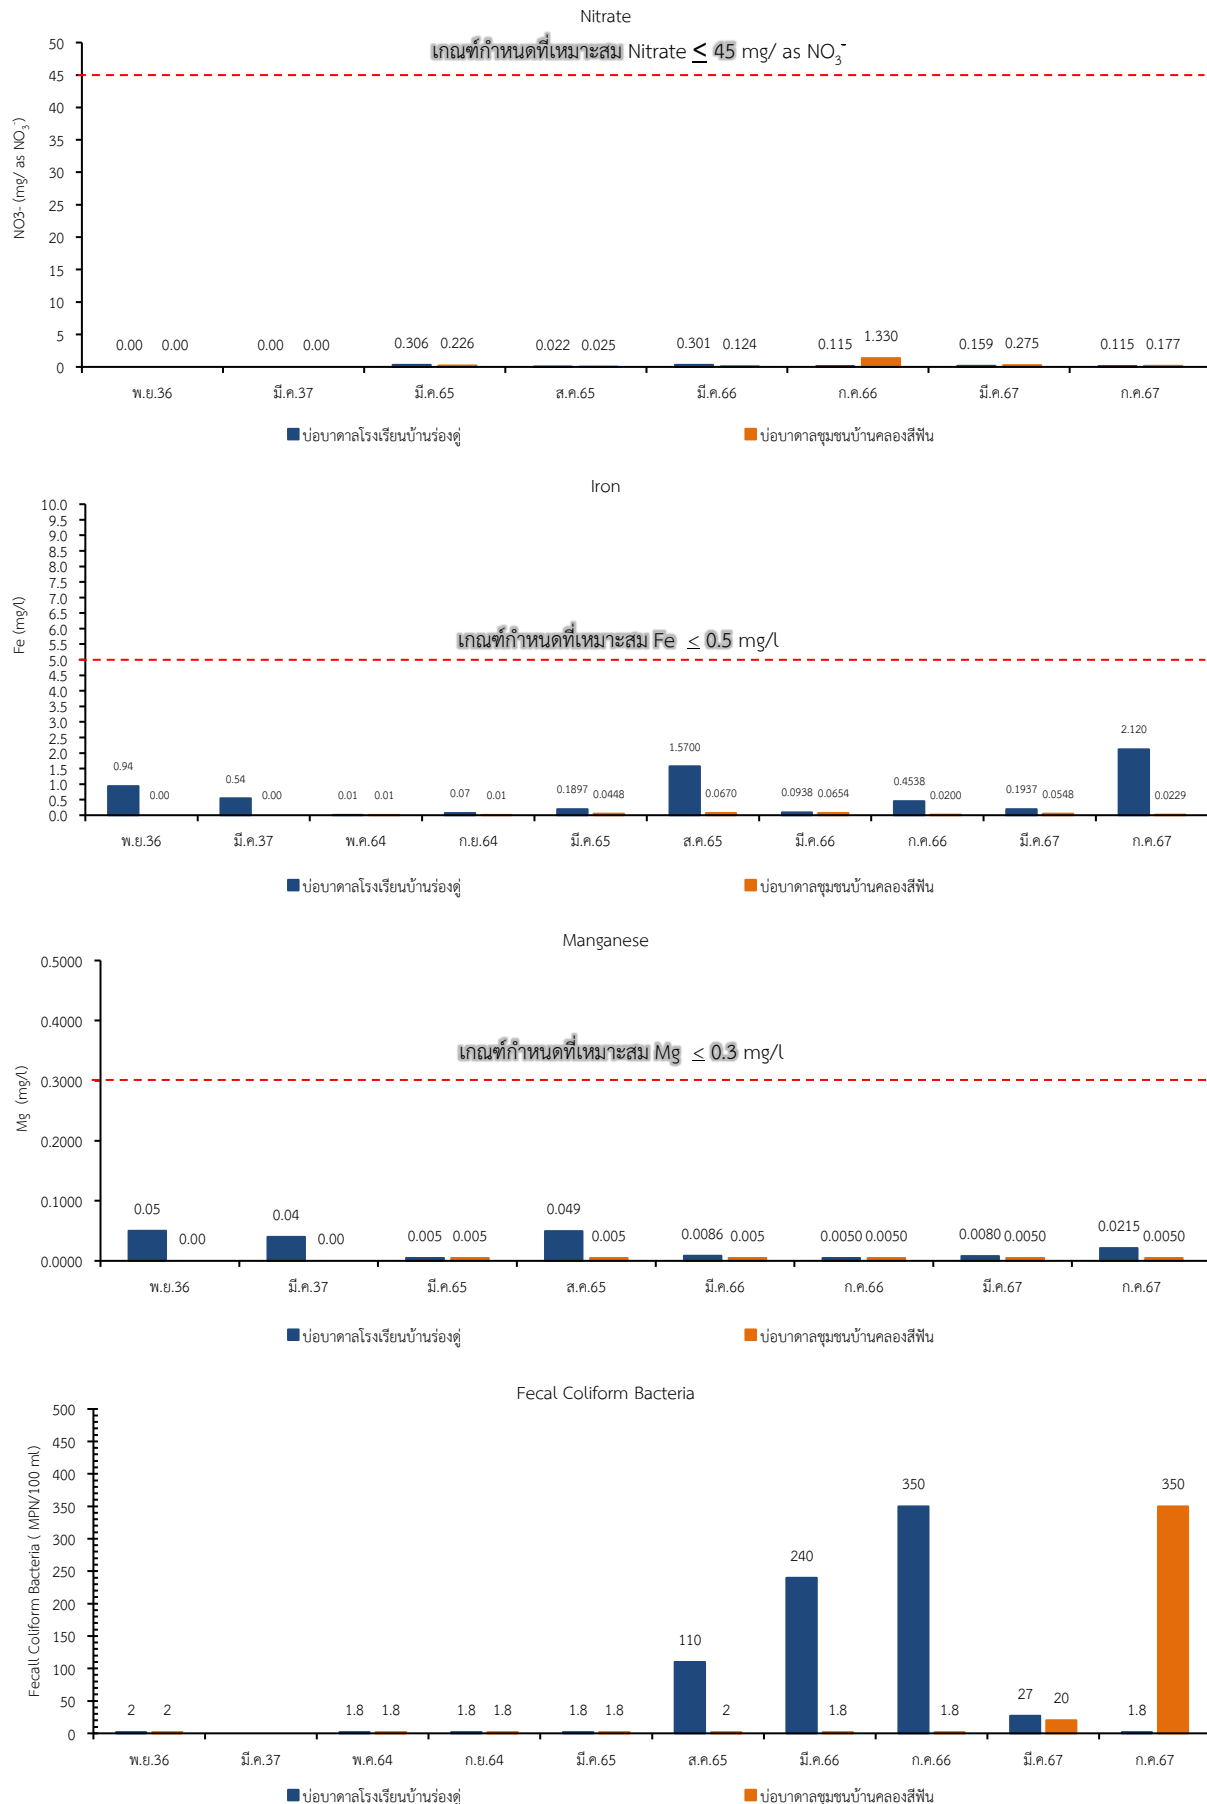 Nitrate
เกณฑ์กำหนดที่เหมาะสม Nitrate ≤ 45 mg/ as NO3-
NO3- (mg/ as NO3-)
50
45
40
35
30
25
20
15
10
5
0
0.00 0.00 0.00 0.00 0.306 0.226 0.022 0.025 0.301 0.124 0.115 1.330 0.159 0.275 0.115 0.177
พ.ย.36 มี.ค.37 มี.ค.65 ส.ค.65 มี.ค.66 ก.ค.66 มี.ค.67 ก.ค.67
บ่อบาดาลโรงเรียนบ้านร่องดู่ บ่อบาดาลชุมชนบ้านคลองสีฟัน
Iron
เกณฑ์กำหนดที่เหมาะสม Fe ≤ 0.5 mg/l
Fe (mg/l)
10.0
9.5
9.0
8.5
8.0
7.5
7.0
6.5
6.0
5.5
5.0
4.5
4.0
3.5
3.0
2.5
2.0
1.5
1.0
0.5
0.0
0.94 0.00 0.54 0.00 0.01 0.01 0.07 0.01 0.1897 0.0448 1.5700 0.0670 0.0938 0.0654 0.4538 0.0200 0.1937 0.0548 2.120 0.0229
พ.ย.36 มี.ค.37 พ.ค.64 ก.ย.64 มี.ค.65 ส.ค.65 มี.ค.66 ก.ค.66 มี.ค.67 ก.ค.67
บ่อบาดาลโรงเรียนบ้านร่องดู่ บ่อบาดาลชุมชนบ้านคลองสีฟัน
Manganese
เกณฑ์กำหนดที่เหมาะสม Mg ≤ 0.3 mg/l
Mg (mg/l)
0.5000
0.4000
0.3000
0.2000
0.1000
0.0000
0.05 0.00 0.04 0.00 0.005 0.005 0.049 0.005 0.0086 0.005 0.0050 0.0050 0.0080 0.0050 0.0215 0.0050
พ.ย.36 มี.ค.37 มี.ค.65 ส.ค.65 มี.ค.66 ก.ค.66 มี.ค.67 ก.ค.67
บ่อบาดาลโรงเรียนบ้านร่องดู่ บ่อบาดาลชุมชนบ้านคลองสีฟัน
Fecal Coliform Bacteria
Fecall Coliform Bacteria ( MPN/100 ml)
500
450
400
350
300
250
200
150
100
50
0
2 2 1.8 1.8 1.8 1.8 1.8 1.8 110 2 240 1.8 350 1.8 27 20 1.8 350
พ.ย.36 มี.ค.37 พ.ค.64 ก.ย.64 มี.ค.65 ส.ค.65 มี.ค.66 ก.ค.66 มี.ค.67 ก.ค.67
บ่อบาดาลโรงเรียนบ้านร่องดู่ บ่อบาดาลชุมชนบ้านคลองสีฟัน